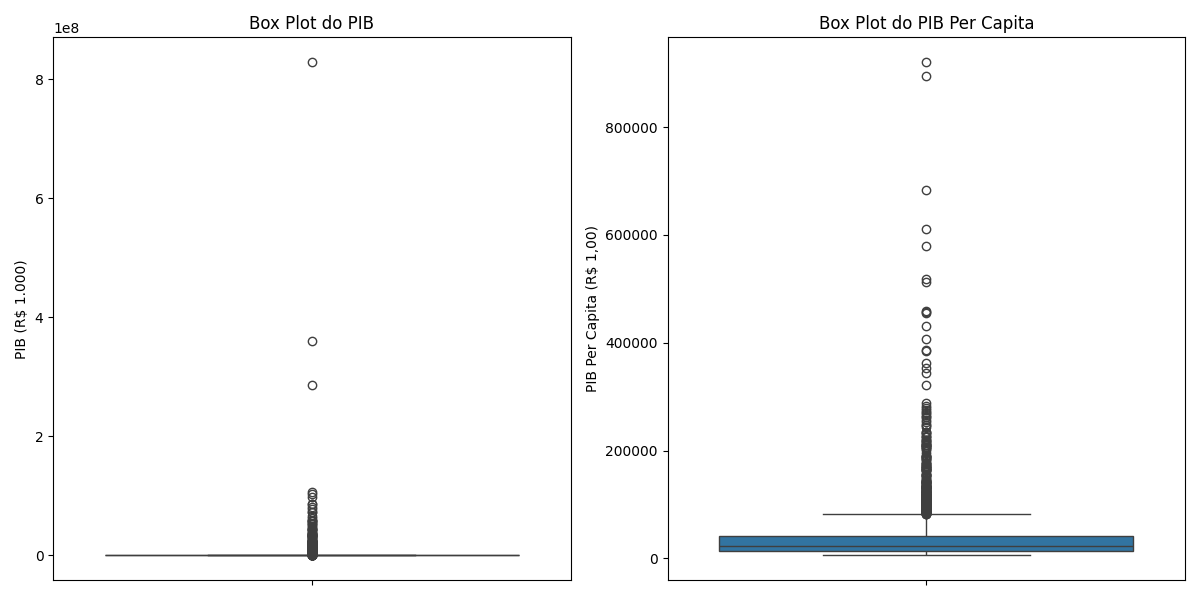 Box Plot do PIB
1e8
8
6
4
2
0
PIB (R$ 1.000)
Box Plot do PIB Per Capita
800000
600000
400000
200000
0
PIB Per Capita (R$ 1,00)